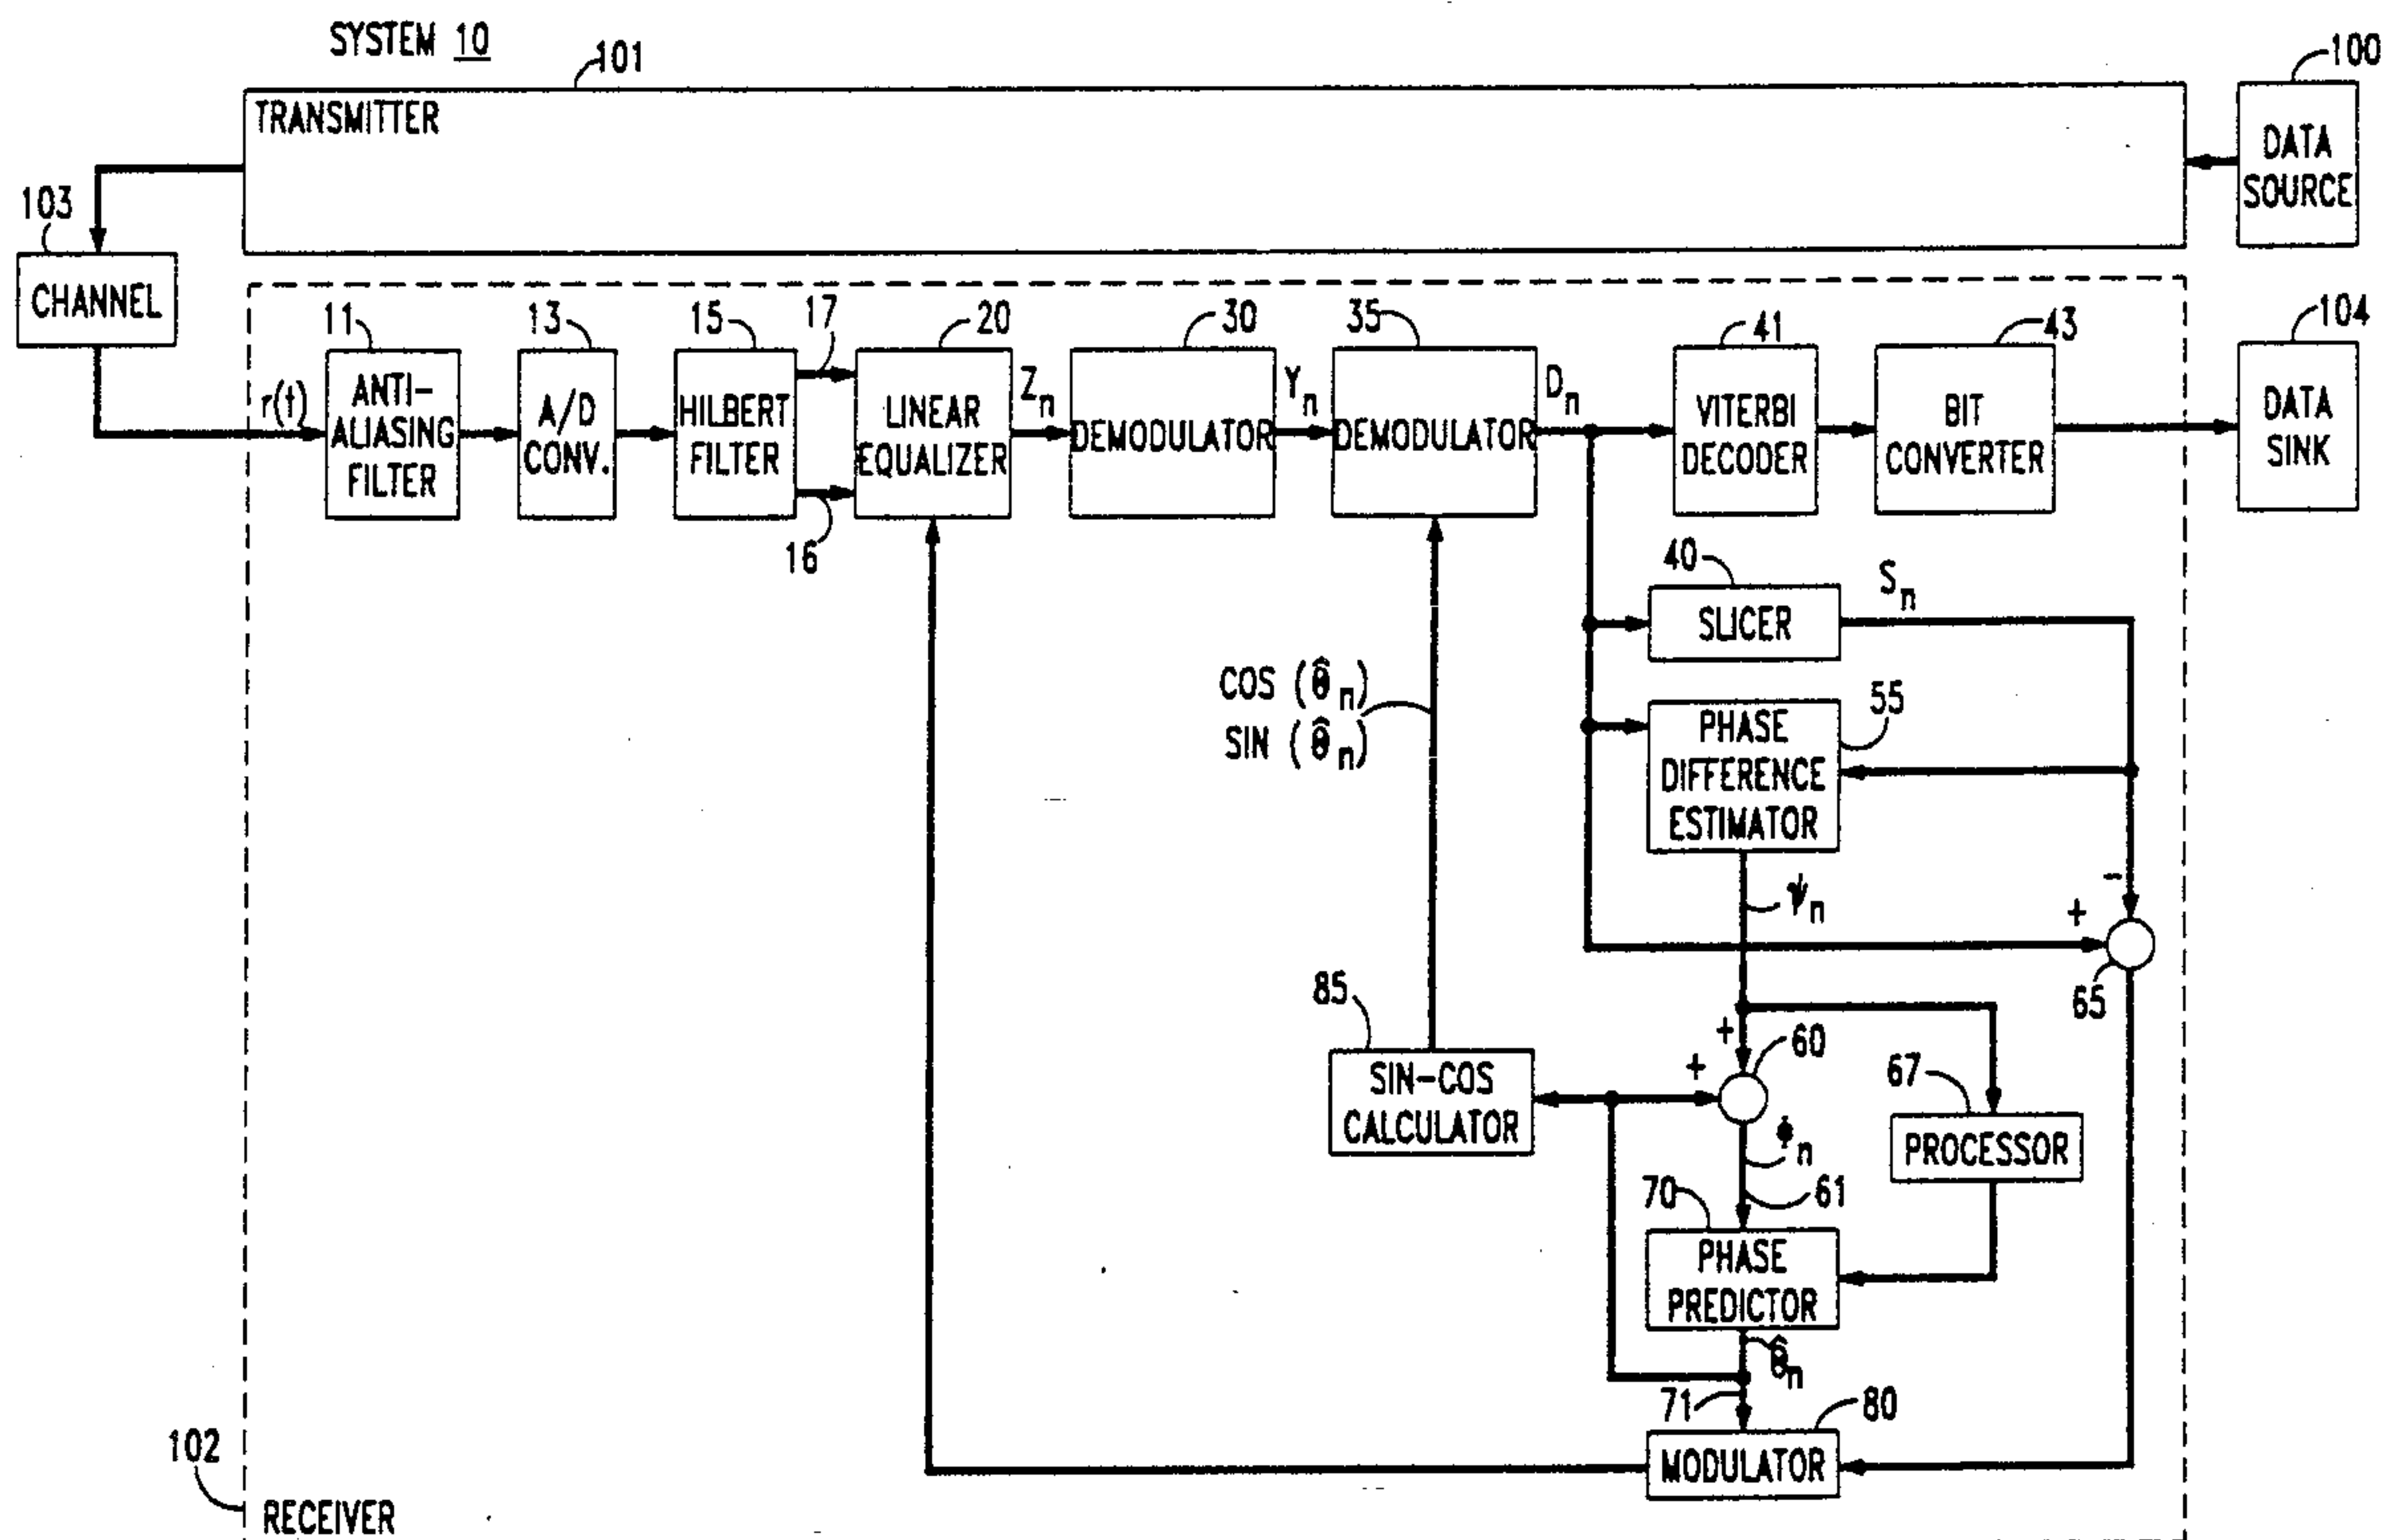 SYSTEM 10
101
100
TRANSMITTER
DATA
SOURCE
103
CHANNEL
11
13
15
17
20
30
35
41
43
104
r(t)
ANTI-
ALIASING
FILTER
A/D
CONV.
HILBERT
FILTER
16
LINEAR
EQUALIZER
Zn
DEMODULATOR
Yn
DEMODULATOR
Dn
VITERBI
DECODER
BIT
CONVERTER
DATA
SINK
40
Sn
SLICER
COS (θ̂n)
SIN (θ̂n)
55
PHASE
DIFFERENCE
ESTIMATOR
ψn
-
+
65
85
SIN-COS
CALCULATOR
+
+
60
67
PROCESSOR
ϕn
61
70
PHASE
PREDICTOR
θ̂n
71
80
MODULATOR
102
RECEIVER